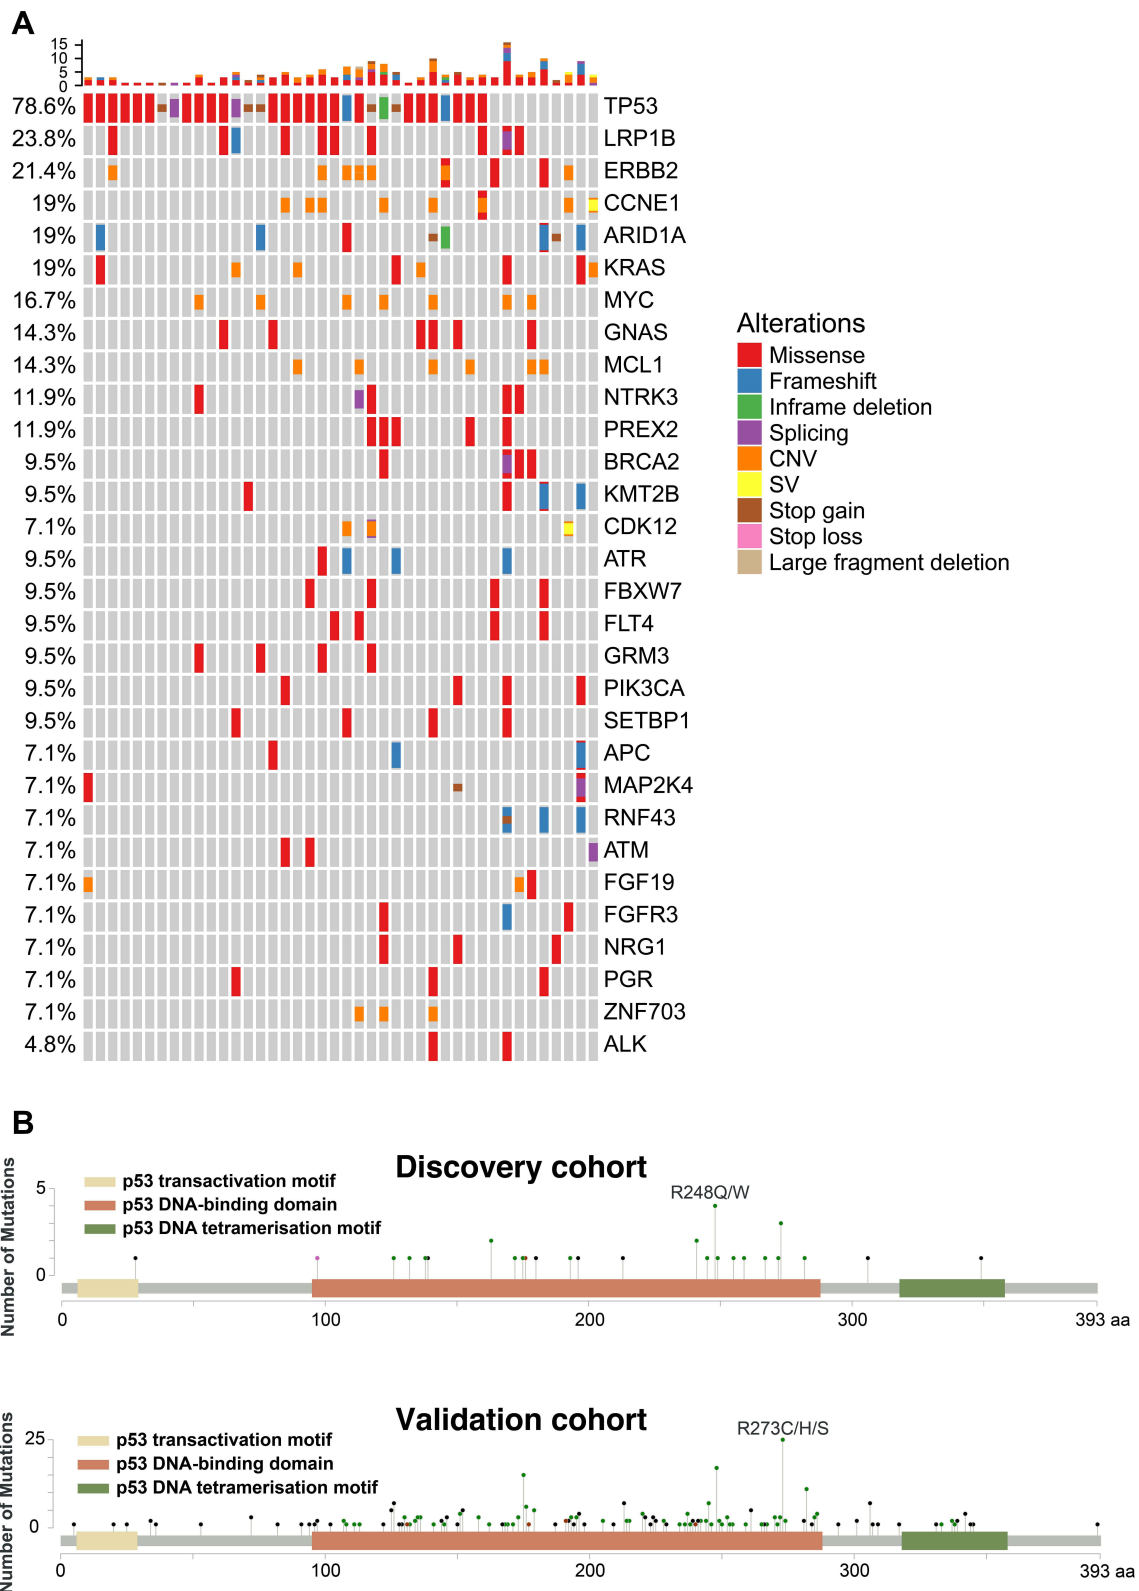 A
15
10
5
0
78.6% TP53
23.8% LRP1B
21.4% ERBB2
19% CCNE1
19% ARID1A
19% KRAS
16.7% MYC
14.3% GNAS
14.3% MCL1
11.9% NTRK3
11.9% PREX2
9.5% BRCA2
9.5% KMT2B
7.1% CDK12
9.5% ATR
9.5% FBXW7
9.5% FLT4
9.5% GRM3
9.5% PIK3CA
9.5% SETBP1
7.1% APC
7.1% MAP2K4
7.1% RNF43
7.1% ATM
7.1% FGF19
7.1% FGFR3
7.1% NRG1
7.1% PGR
7.1% ZNF703
4.8% ALK
Alterations
Missense
Frameshift
Inframe deletion
Splicing
CNV
SV
Stop gain
Stop loss
Large fragment deletion
B
Discovery cohort
Number of Mutations
5
0
p53 transactivation motif
p53 DNA-binding domain
p53 DNA tetramerisation motif
R248Q/W
0 100 200 300 393 aa
Validation cohort
Number of Mutations
25
0
p53 transactivation motif
p53 DNA-binding domain
p53 DNA tetramerisation motif
R273C/H/S
0 100 200 300 393 aa